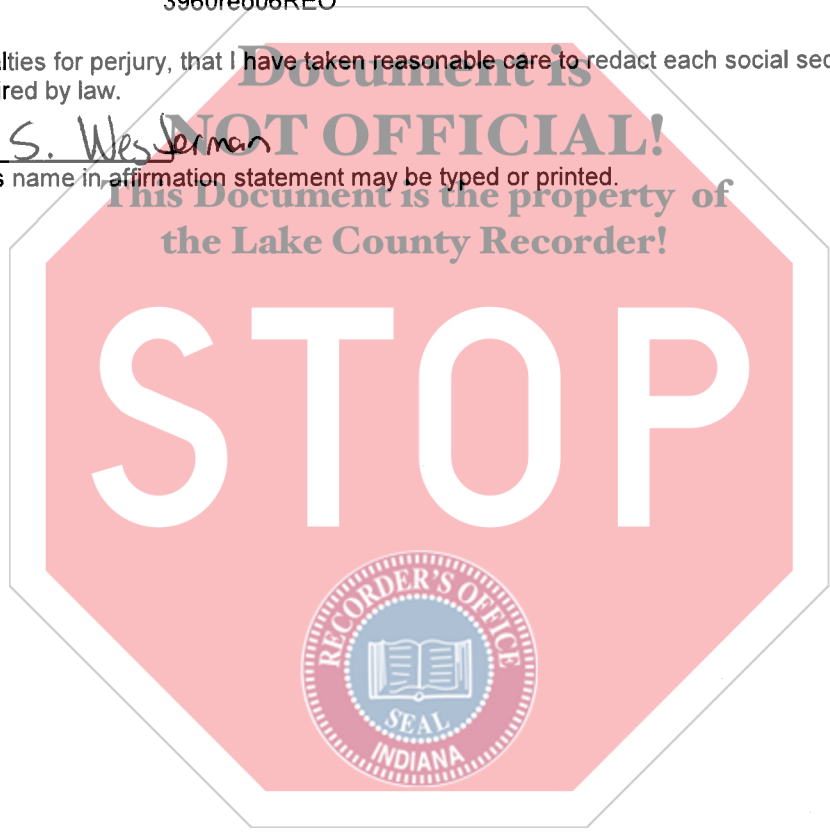 3960reo06REO
lties for perjury, that I have taken reasonable care to redact each social sec
ired by law.
S. Westerman
s name in affirmation statement may be typed or printed.
Document is
NOT OFFICIAL!
This Document is the property of
the Lake County Recorder!
STOP
RECORDER'S OFFICE
SEAL
INDIANA